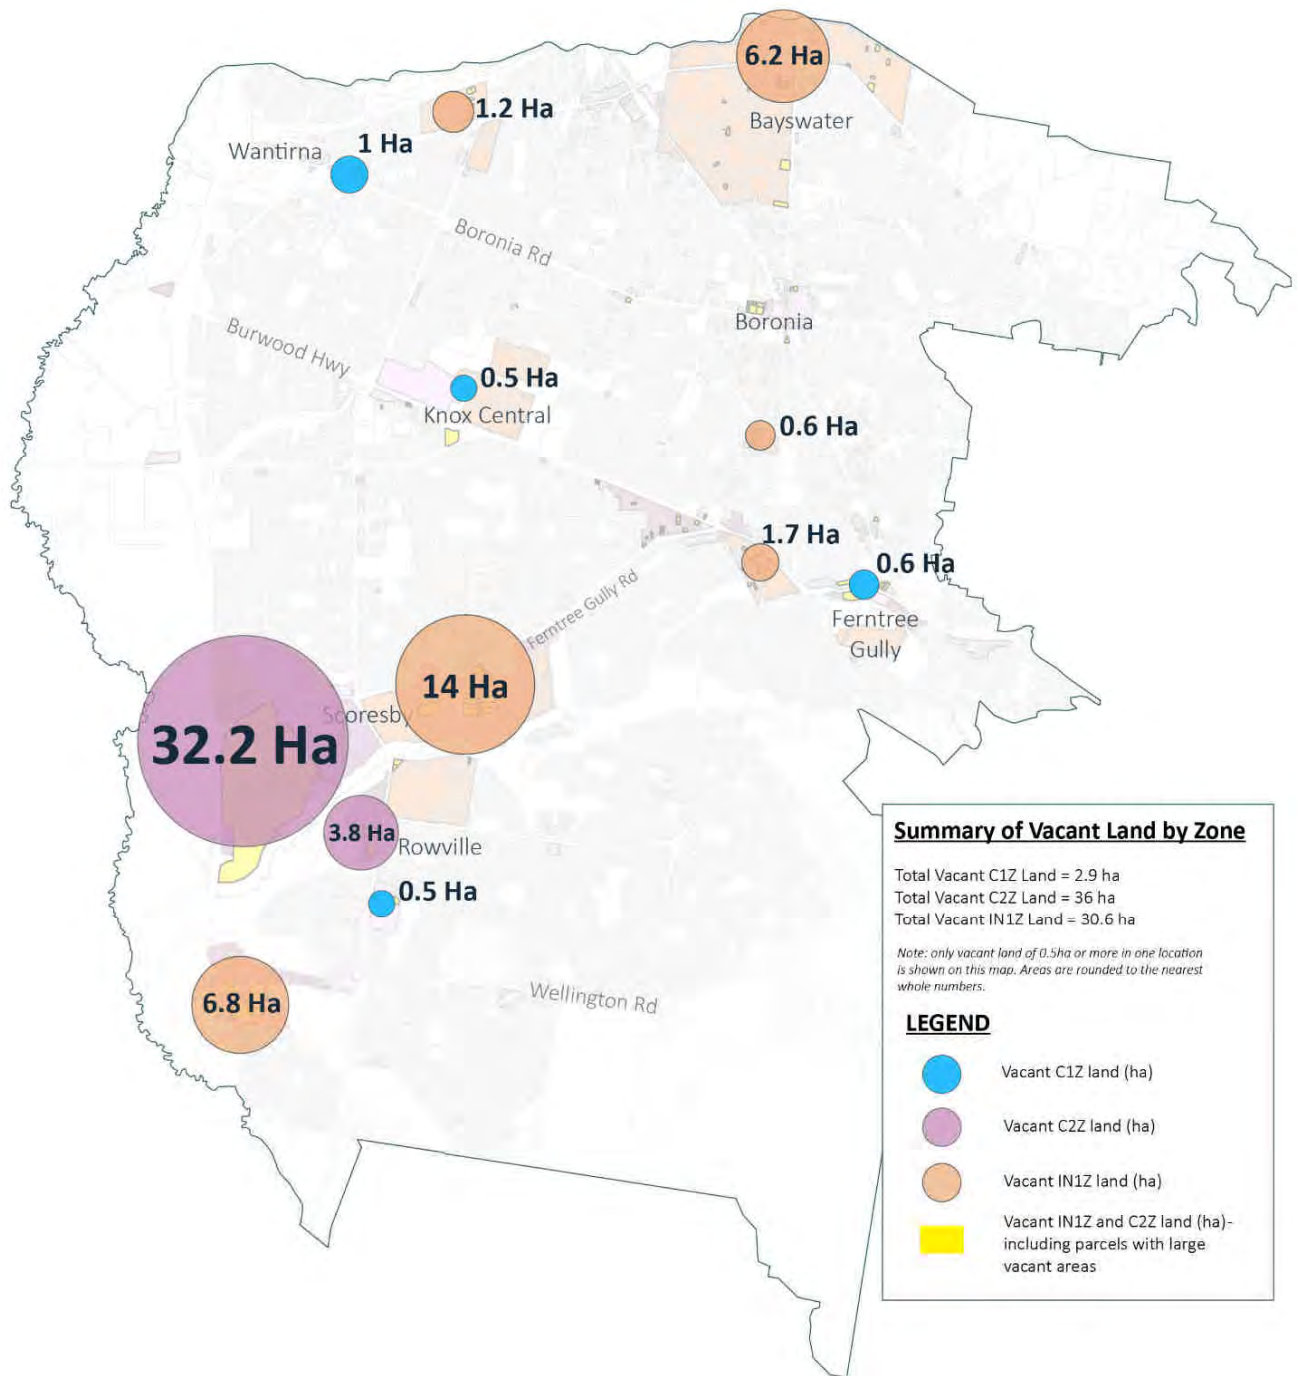 6.2 Ha
Bayswater
1.2 Ha
1 Ha
Wantirna
Boronia Rd
Boronia
Burwood Hwy
0.5 Ha
Knox Central
0.6 Ha
1.7 Ha
0.6 Ha
Ferntree Gully Rd
Ferntree
Gully
14 Ha
Scoresby
32.2 Ha
3.8 Ha
Rowville
0.5 Ha
6.8 Ha
Wellington Rd
Summary of Vacant Land by Zone
Total Vacant C1Z Land = 2.9 ha
Total Vacant C2Z Land = 36 ha
Total Vacant IN1Z Land = 30.6 ha
Note: only vacant land of 0.5ha or more in one location
is shown on this map. Areas are rounded to the nearest
whole numbers.
LEGEND
Vacant C1Z land (ha)
Vacant C2Z land (ha)
Vacant IN1Z land (ha)
Vacant IN1Z and C2Z land (ha)-
including parcels with large
vacant areas